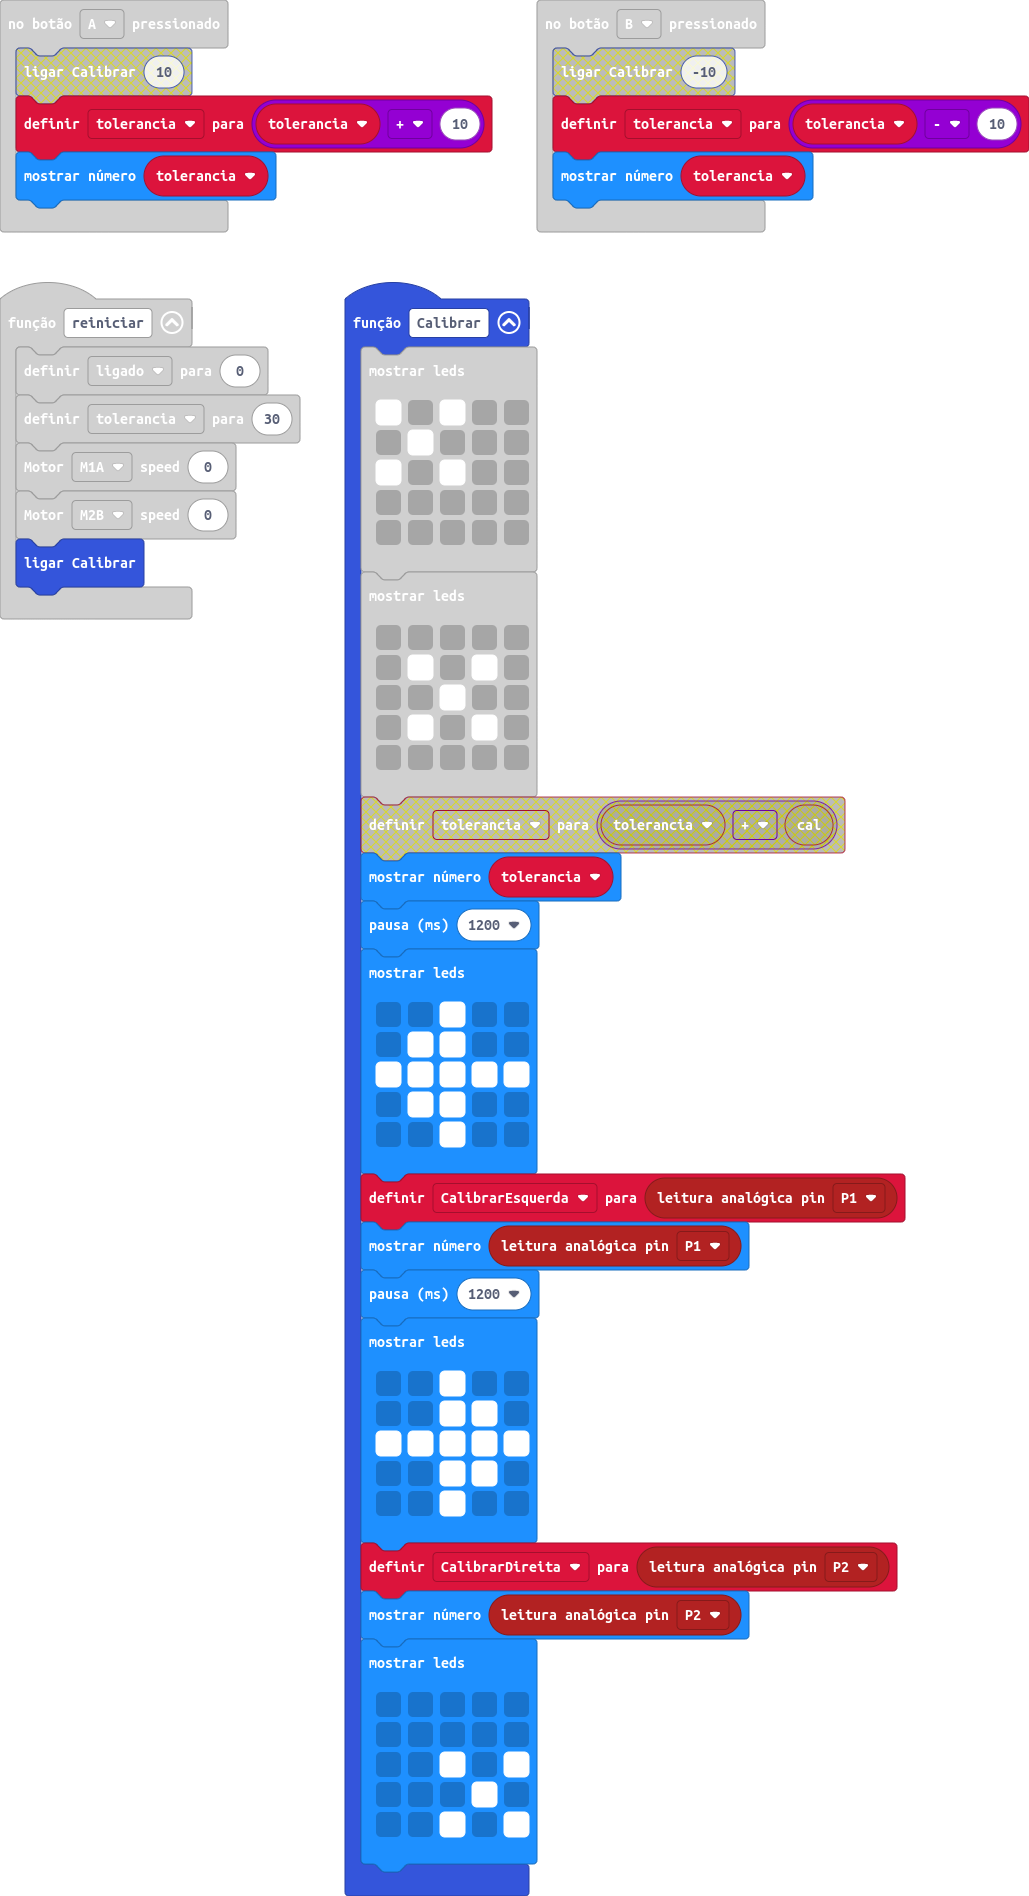 no botão A pressionado
ligar Calibrar 10
definir tolerancia para tolerancia + 10
mostrar número tolerancia
no botão B pressionado
ligar Calibrar -10
definir tolerancia para tolerancia - 10
mostrar número tolerancia
função reiniciar
definir ligado para 0
definir tolerancia para 30
Motor M1A speed 0
Motor M2B speed 0
ligar Calibrar
função Calibrar
mostrar leds
mostrar leds
definir tolerancia para tolerancia + cal
mostrar número tolerancia
pausa (ms) 1200
mostrar leds
definir CalibrarEsquerda para leitura analógica pin P1
mostrar número leitura analógica pin P1
pausa (ms) 1200
mostrar leds
definir CalibrarDireita para leitura analógica pin P2
mostrar número leitura analógica pin P2
mostrar leds